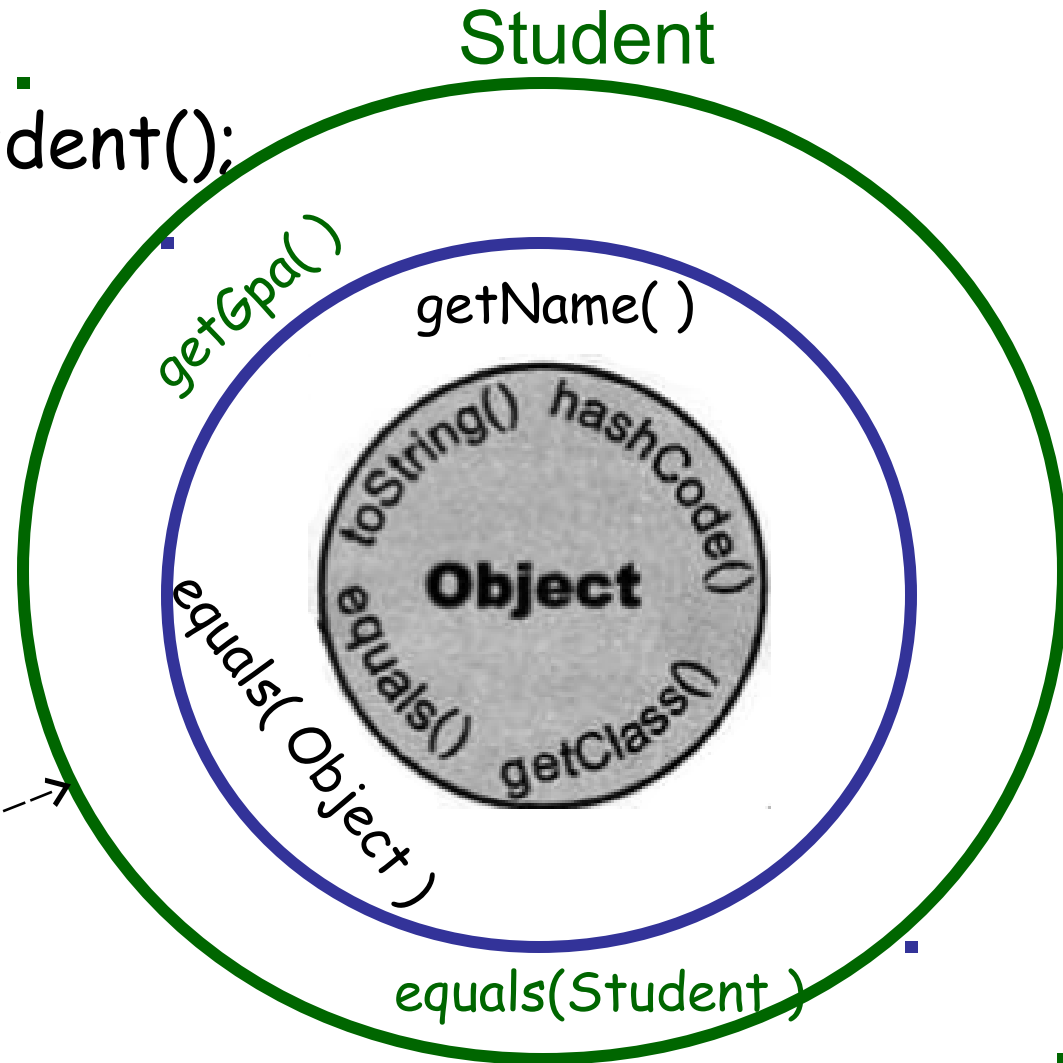 Student
dent();
getGpa( )
getName( )
toString()
hashCode()
Object
equals()
getClass()
equals( Object )
equals(Student )